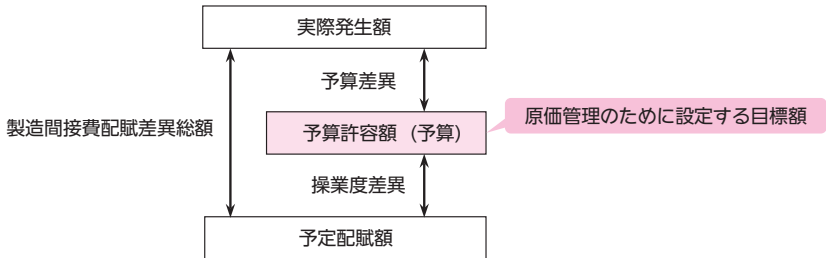 実際発生額
予算差異
製造間接費配賦差異総額
予算許容額（予算）
原価管理のために設定する目標額
操業度差異
予定配賦額